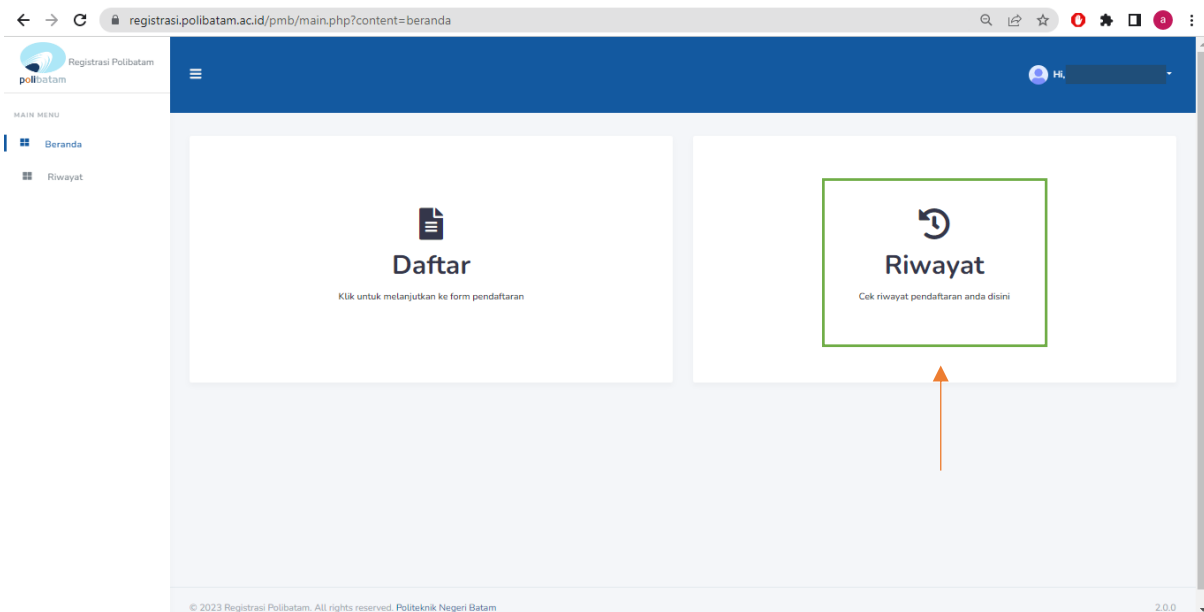 registrasi.polibatam.ac.id/pmb/main.php?content=beranda
a
Registrasi Polibatam
polibatam
Hi,
MAIN MENU
Beranda
Riwayat
Daftar
Klik untuk melanjutkan ke form pendaftaran
Riwayat
Cek riwayat pendaftaran anda disini
© 2023 Registrasi Polibatam. All rights reserved. Politeknik Negeri Batam
2.0.0